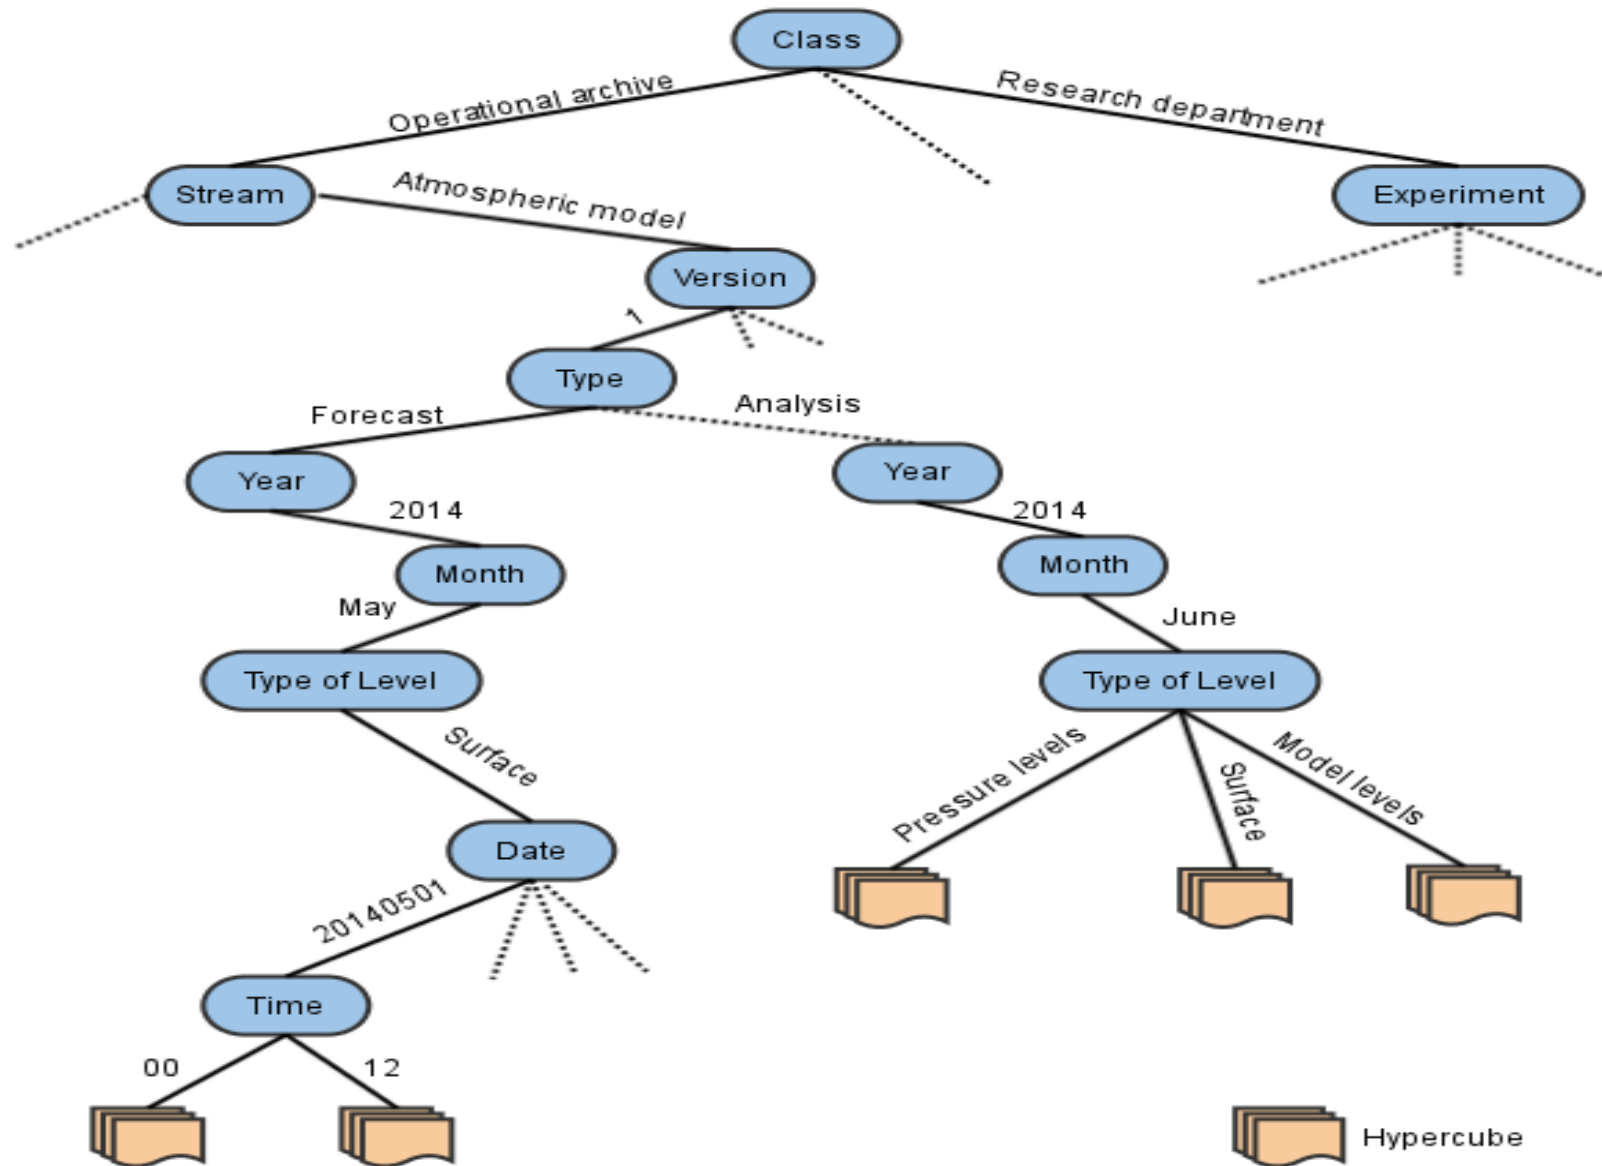 Class
Operational archive
Research department
Stream
Atmospheric model
Experiment
Version
1
Type
Forecast
Analysis
Year
Year
2014
2014
Month
Month
May
June
Type of Level
Type of Level
Surface
Pressure levels
Surface
Model levels
Date
20140501
Time
00
12
Hypercube